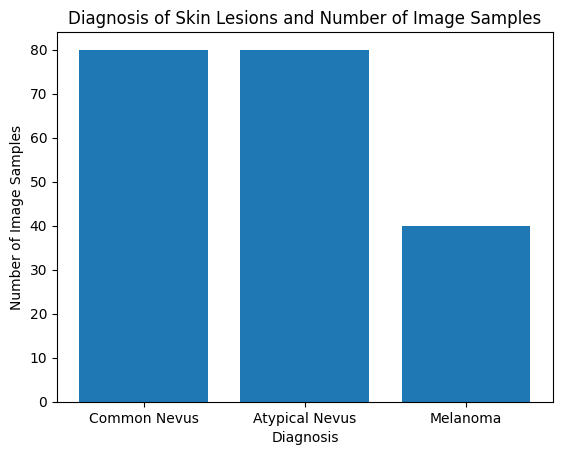 Diagnosis of Skin Lesions and Number of Image Samples
Number of Image Samples
80
70
60
50
40
30
20
10
0
Common Nevus
Atypical Nevus
Melanoma
Diagnosis